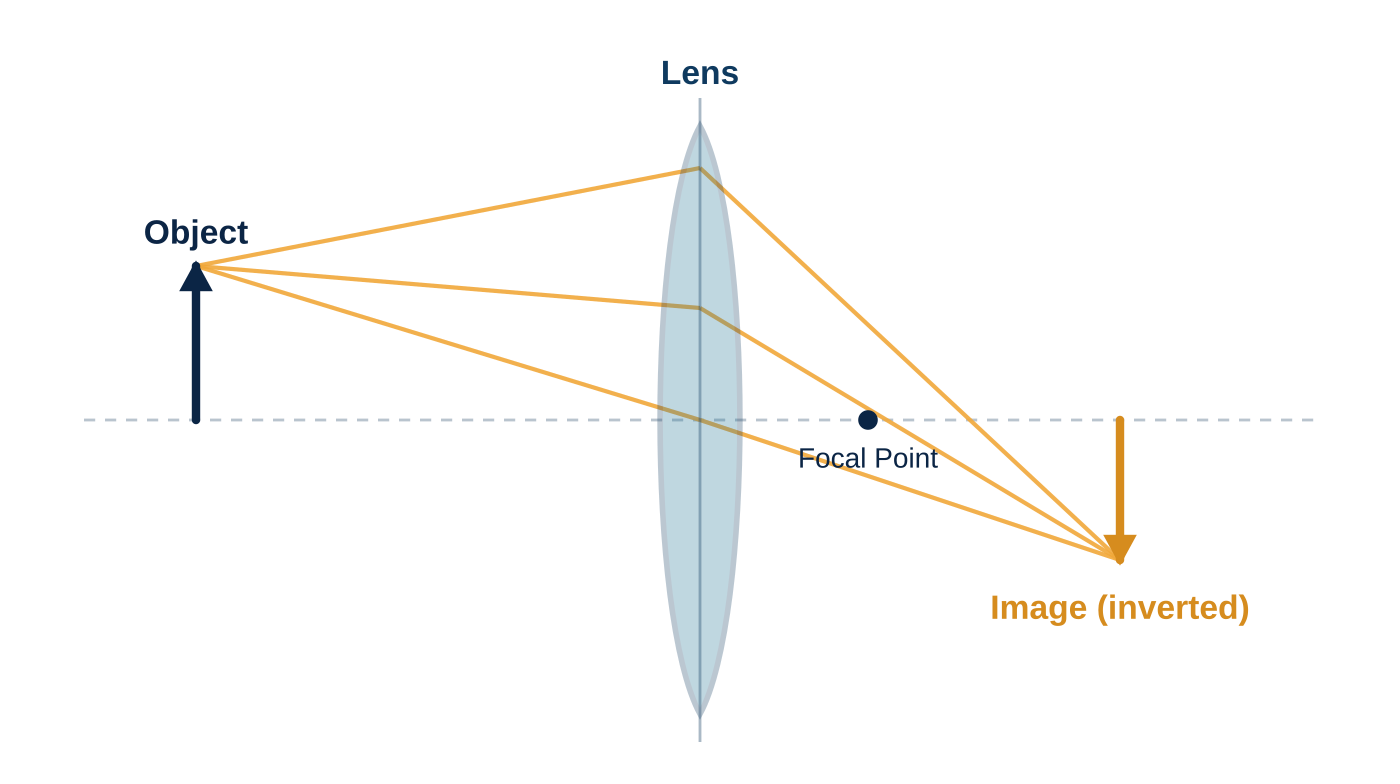 Lens
Object
Focal Point
Image (inverted)